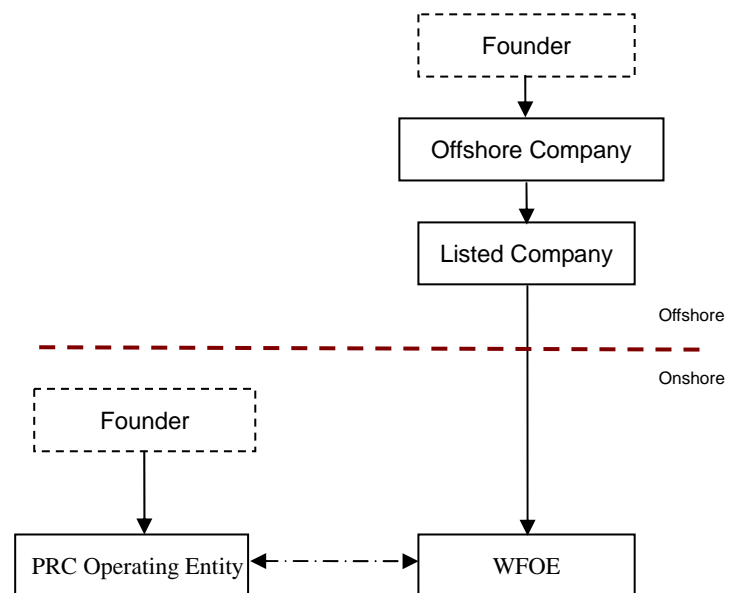 Founder
Offshore Company
Listed Company
Offshore
Onshore
Founder
PRC Operating Entity
WFOE